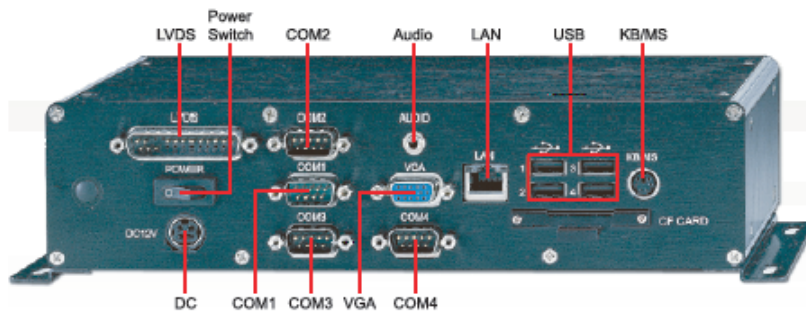 Power
Switch
LVDS
COM2
Audio
LAN
USB
KB/MS
LVDS
COM2
AUDIO
POWER
COM1
VGA
LAN
1
3
2
4
KB/MS
DC12V
COM3
COM4
CF CARD
DC
COM1
COM3
VGA
COM4